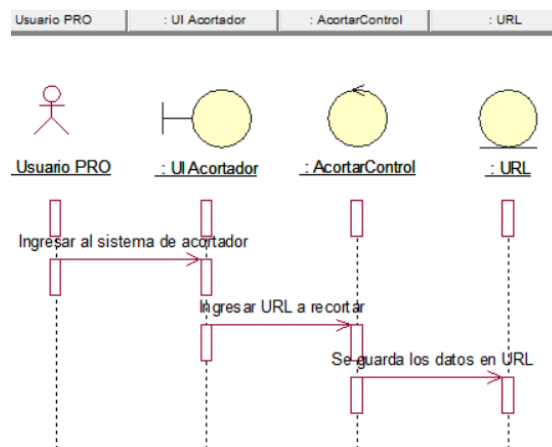 Usuario PRO
: UI Acortador
: AcortarControl
: URL
Usuario PRO
: UI Acortador
: AcortarControl
: URL
Ingresar al sistema de acortador
Ingresar URL a recortar
Se guarda los datos en URL